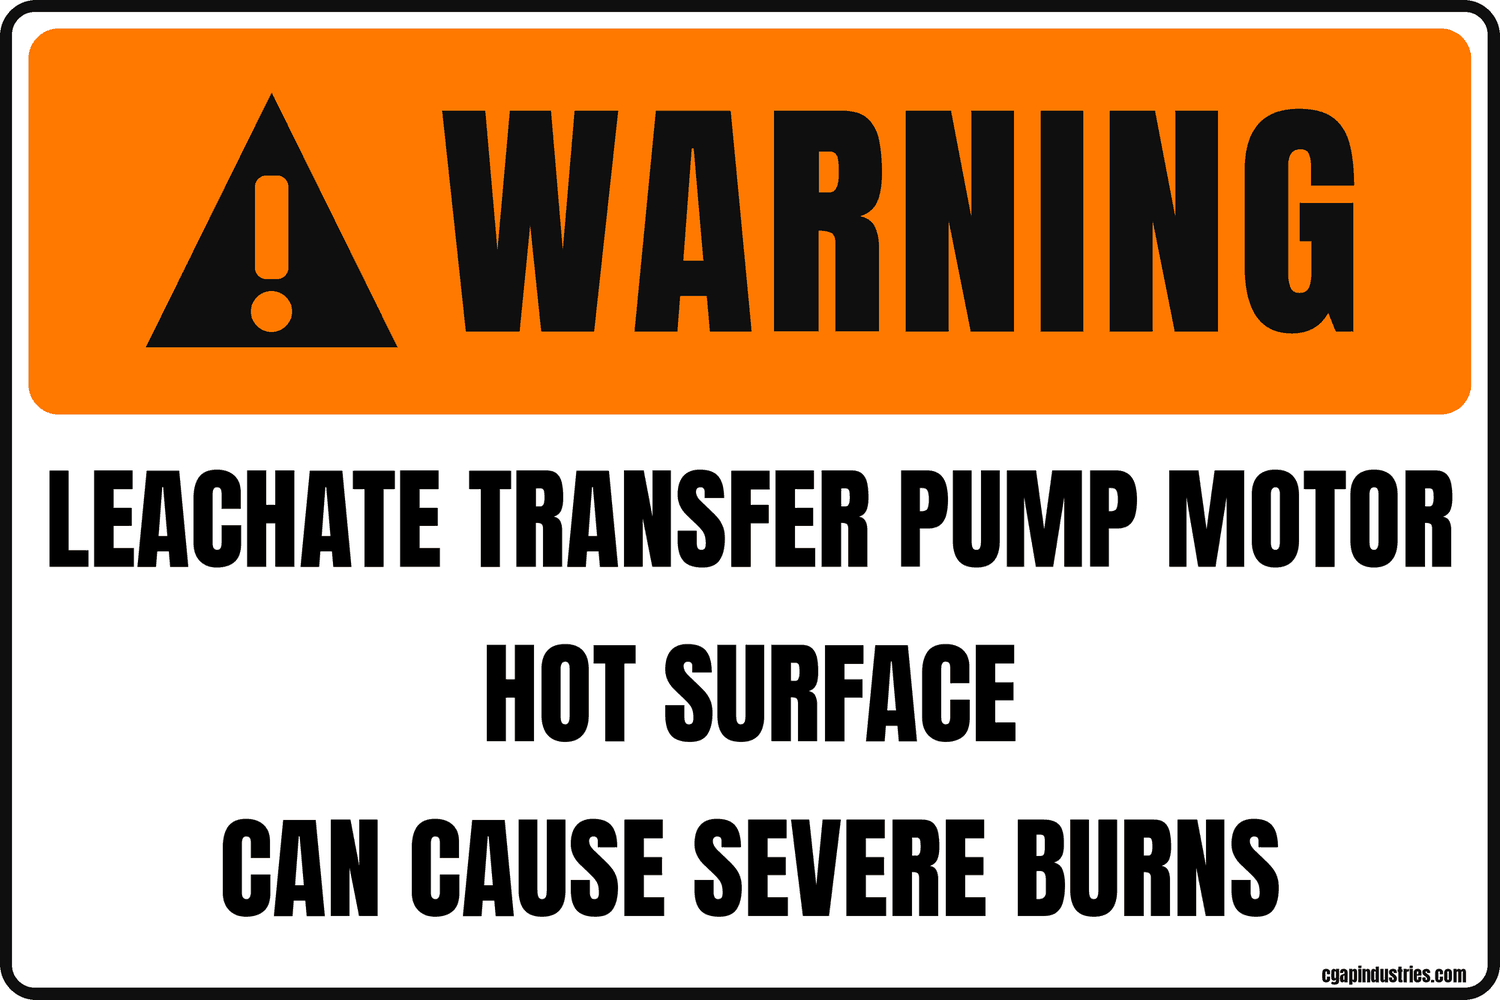 WARNING
LEACHATE TRANSFER PUMP MOTOR
HOT SURFACE
CAN CAUSE SEVERE BURNS
cgapindustries.com